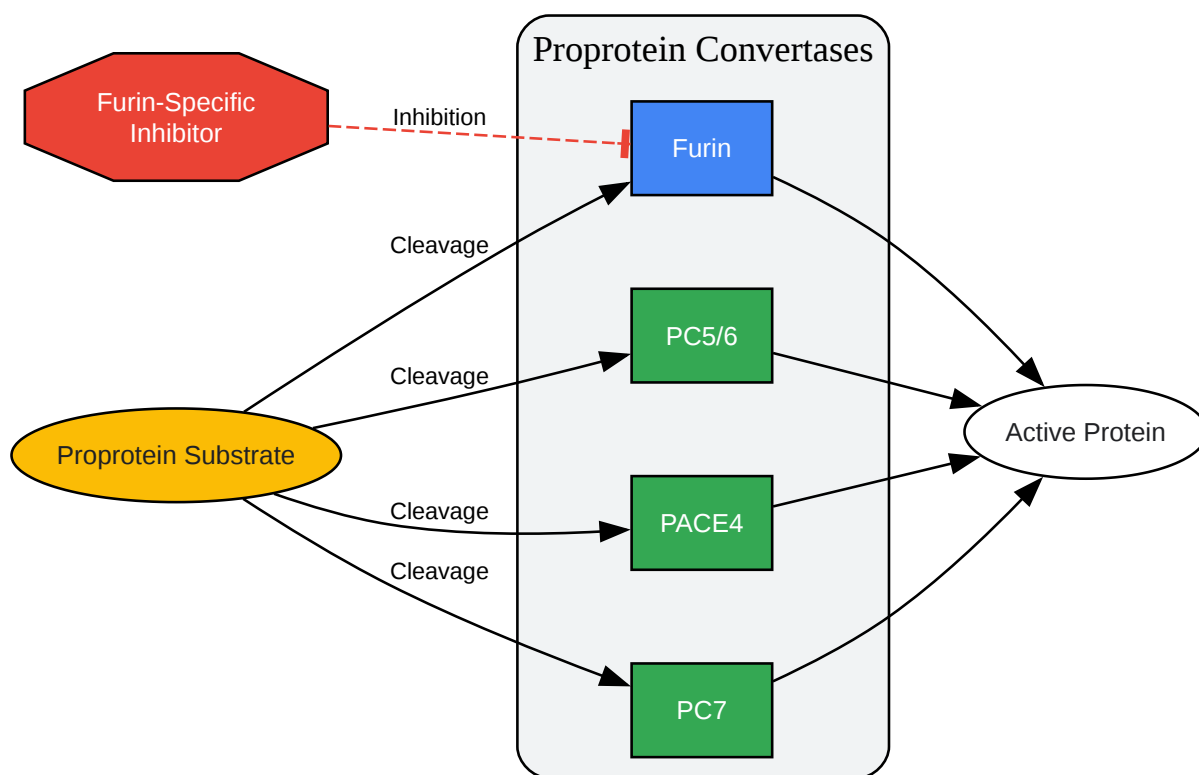 Proprotein Convertases
Furin-Specific
Inhibitor
Inhibition
Furin
Cleavage
PC5/6
Cleavage
Active Protein
Proprotein Substrate
Cleavage
PACE4
Cleavage
PC7